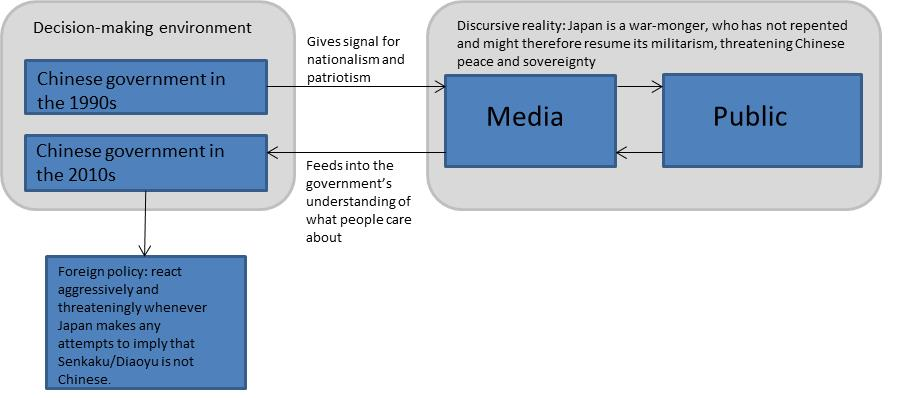 Decision-making environment
Chinese government in
the 1990s
Chinese government in
the 2010s
Gives signal for
nationalism and
patriotism
Feeds into the
government's
understanding of
what people care
about
Discursive reality: Japan is a war-monger, who has not repented
and might therefore resume its militarism, threatening Chinese
peace and sovereignty
Media
Public
Foreign policy: react
aggressively and
threateningly whenever
Japan makes any
attempts to imply that
Senkaku/Diaoyu is not
Chinese.